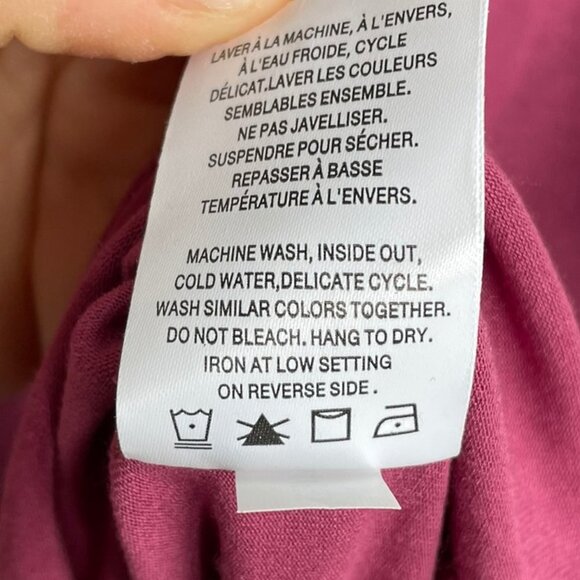 LAVER À LA MACHINE, À L'ENVERS,
À L'EAU FROIDE, CYCLE
DÉLICAT.LAVER LES COULEURS
SEMBLABLES ENSEMBLE.
NE PAS JAVELLISER.
SUSPENDRE POUR SÉCHER.
REPASSER À BASSE
TEMPÉRATURE À L'ENVERS.
MACHINE WASH, INSIDE OUT,
COLD WATER,DELICATE CYCLE.
WASH SIMILAR COLORS TOGETHER.
DO NOT BLEACH. HANG TO DRY.
IRON AT LOW SETTING
ON REVERSE SIDE .